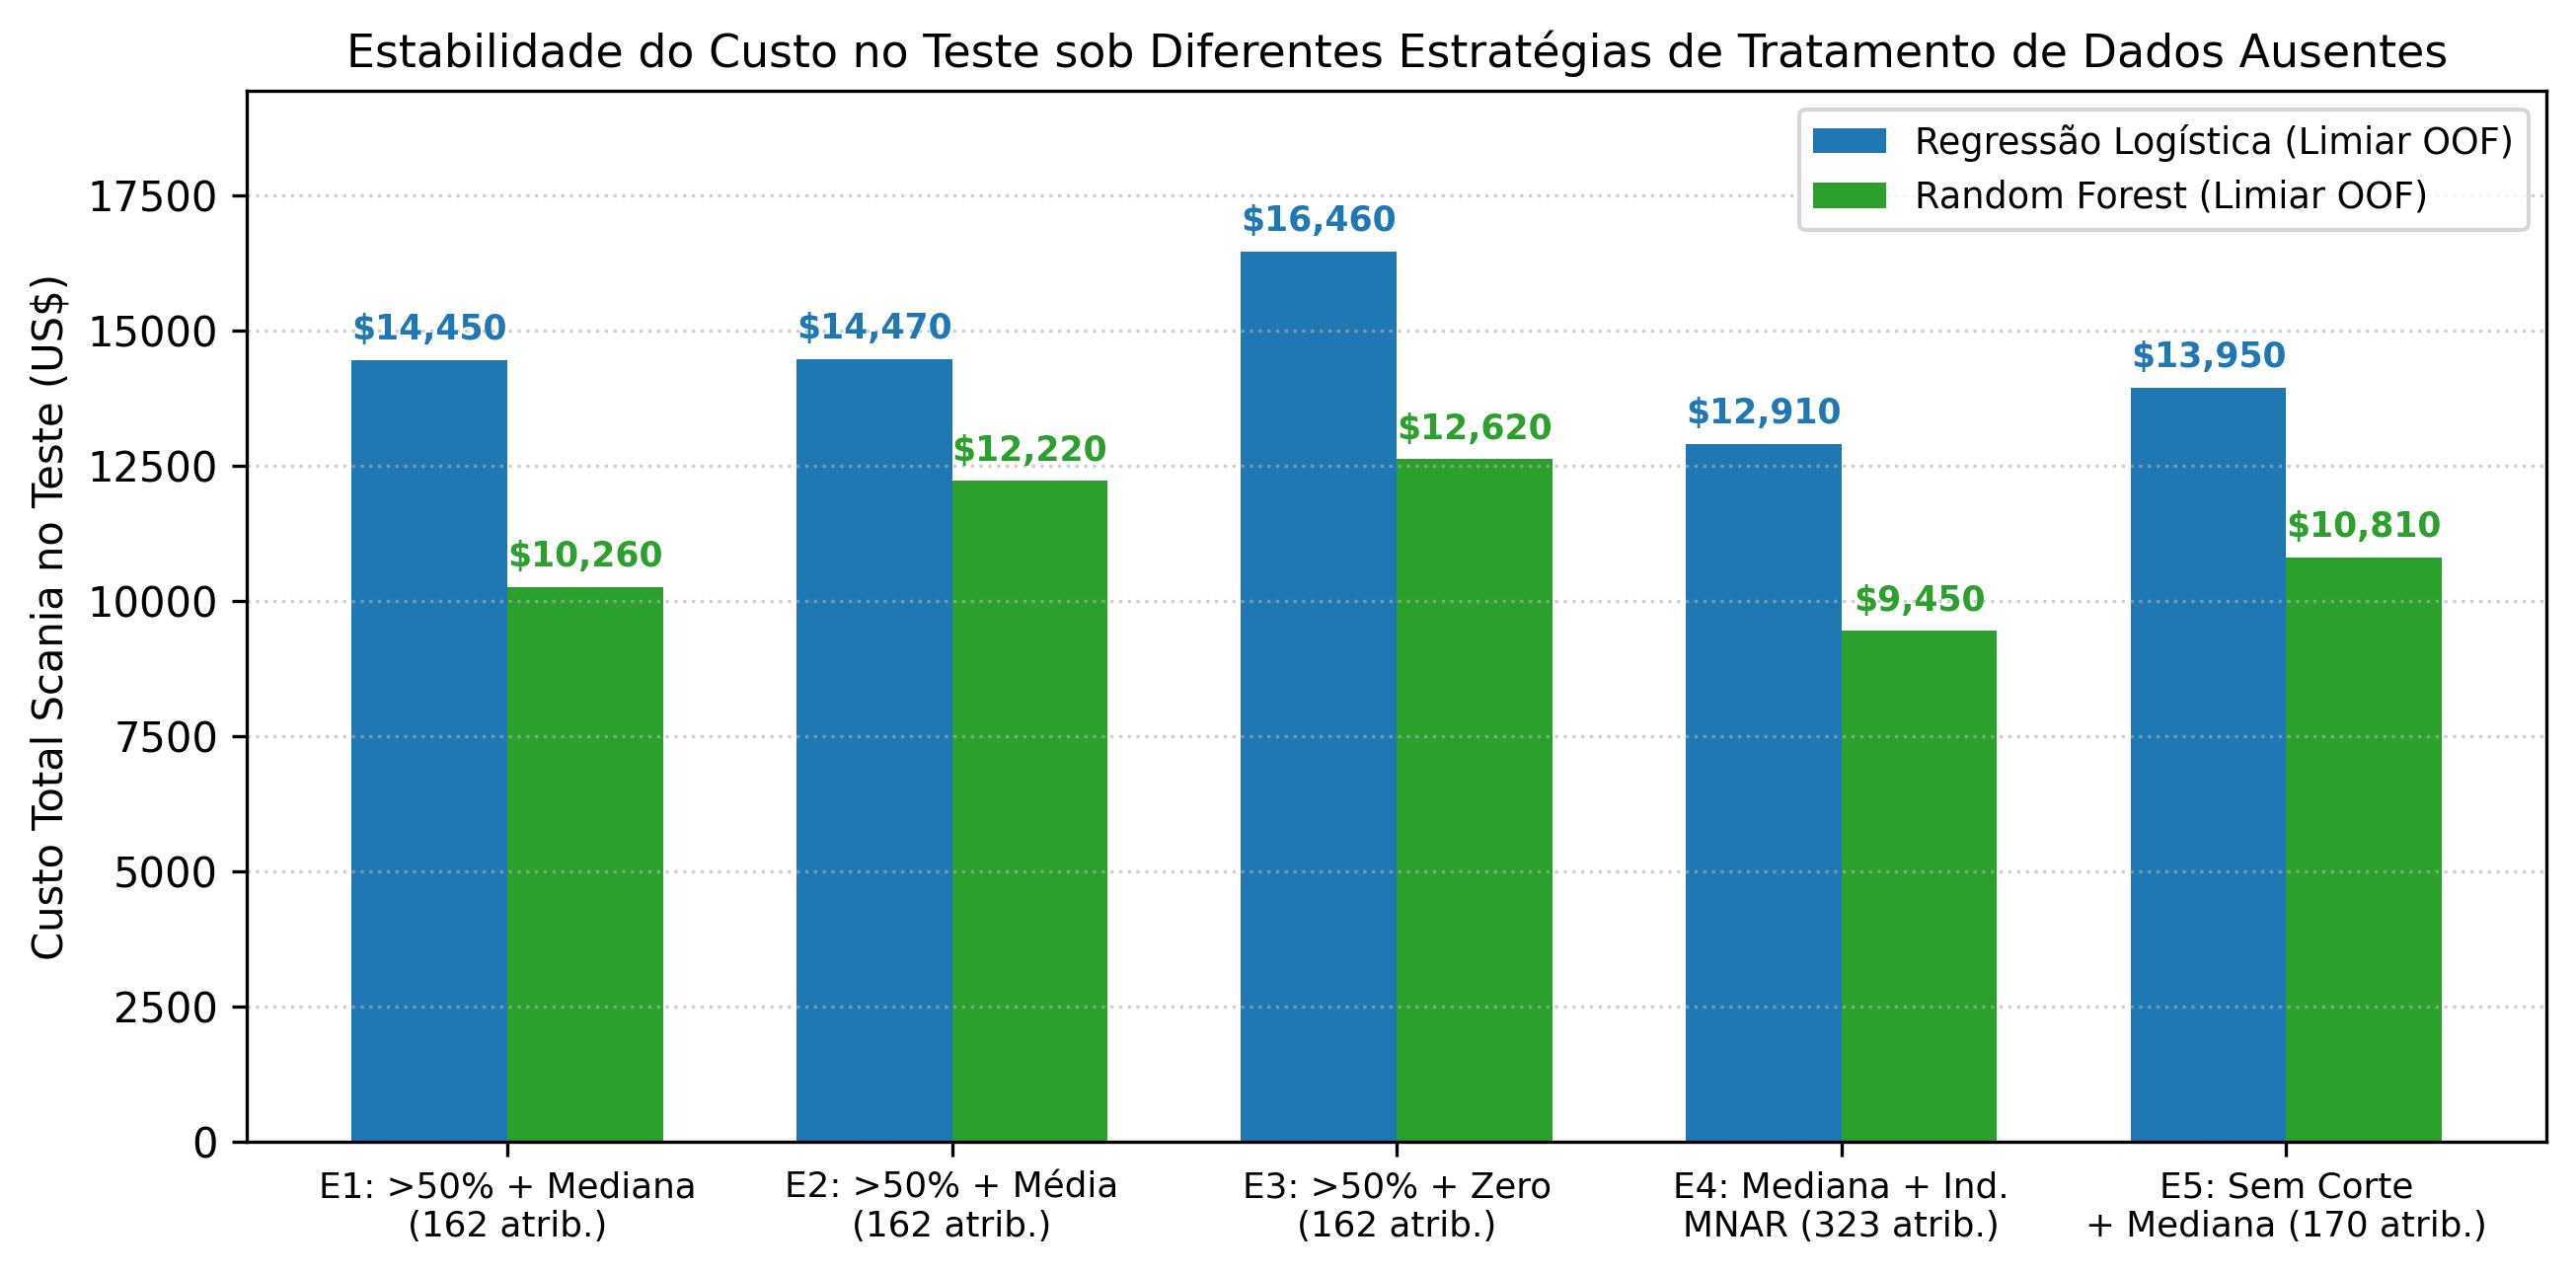 Estabilidade do Custo no Teste sob Diferentes Estratégias de Tratamento de Dados Ausentes
Regressão Logística (Limiar OOF)
Random Forest (Limiar OOF)
Custo Total Scania no Teste (US$)
17500
15000
12500
10000
7500
5000
2500
0
$14,450
$10,260
$14,470
$12,220
$16,460
$12,620
$12,910
$9,450
$13,950
$10,810
E1: >50% + Mediana
(162 atrib.)
E2: >50% + Média
(162 atrib.)
E3: >50% + Zero
(162 atrib.)
E4: Mediana + Ind.
MNAR (323 atrib.)
E5: Sem Corte
+ Mediana (170 atrib.)